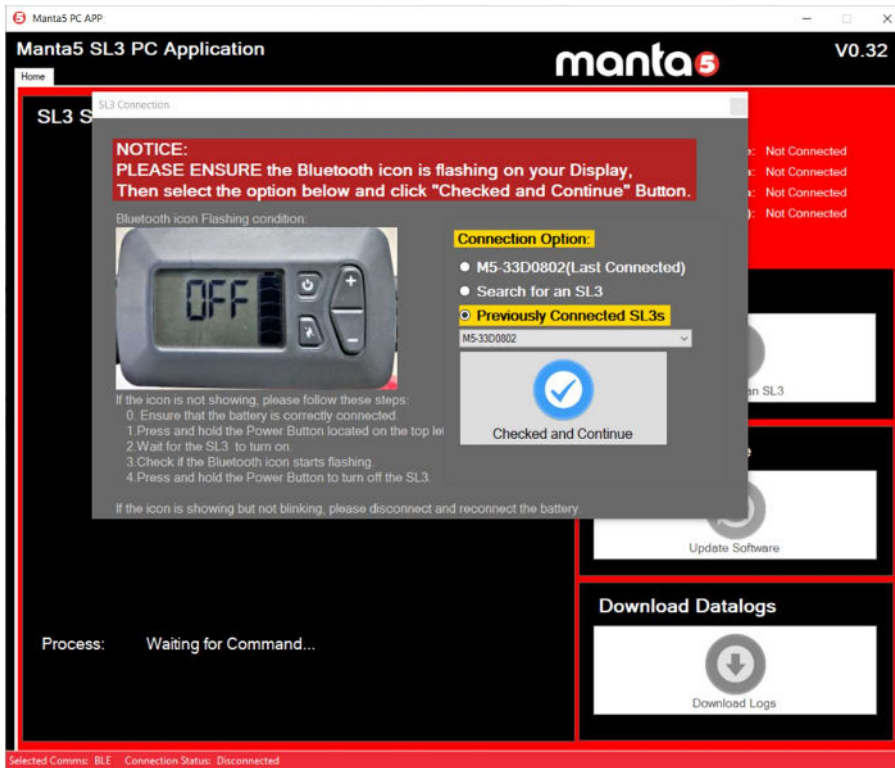 Manta5 PC APP
Manta5 SL3 PC Application
manta5
V0.32
Home
SL3 S
SL3 Connection
NOTICE:
PLEASE ENSURE the Bluetooth icon is flashing on your Display,
Then select the option below and click "Checked and Continue" Button.
Bluetooth icon Flashing condition:
OFF
If the icon is not showing, please follow these steps:
0. Ensure that the battery is correctly connected.
1.Press and hold the Power Button located on the top le
2.Wait for the SL3 to turn on.
3.Check if the Bluetooth icon starts flashing.
4.Press and hold the Power Button to turn off the SL3.
If the icon is showing but not blinking, please disconnect and reconnect the battery.
Connection Option:
M5-33D0802(Last Connected)
Search for an SL3
Previously Connected SL3s
M5-33D0802
Checked and Continue
e: Not Connected
Not Connected
Not Connected
): Not Connected
an SL3
Update Software
Download Datalogs
Download Logs
Process: Waiting for Command...
Selected Comms: BLE Connection Status: Disconnected